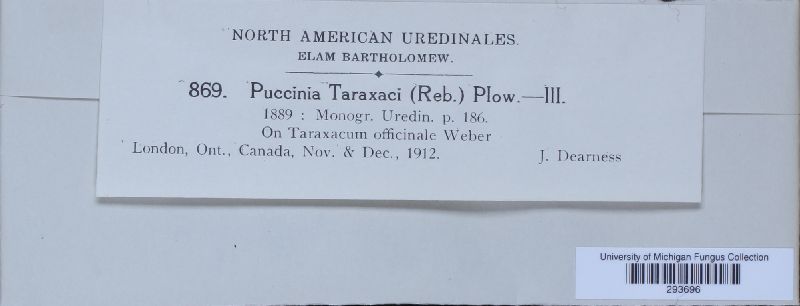 NORTH AMERICAN UREDINALES.
ELAM BARTHOLOMEW.
869. Puccinia Taraxaci (Reb.) Plow.—III.
1889 : Monogr. Uredin. p. 186.
On Taraxacum officinale Weber
London, Ont., Canada, Nov. & Dec., 1912. J. Dearness
University of Michigan Fungus Collection
293696